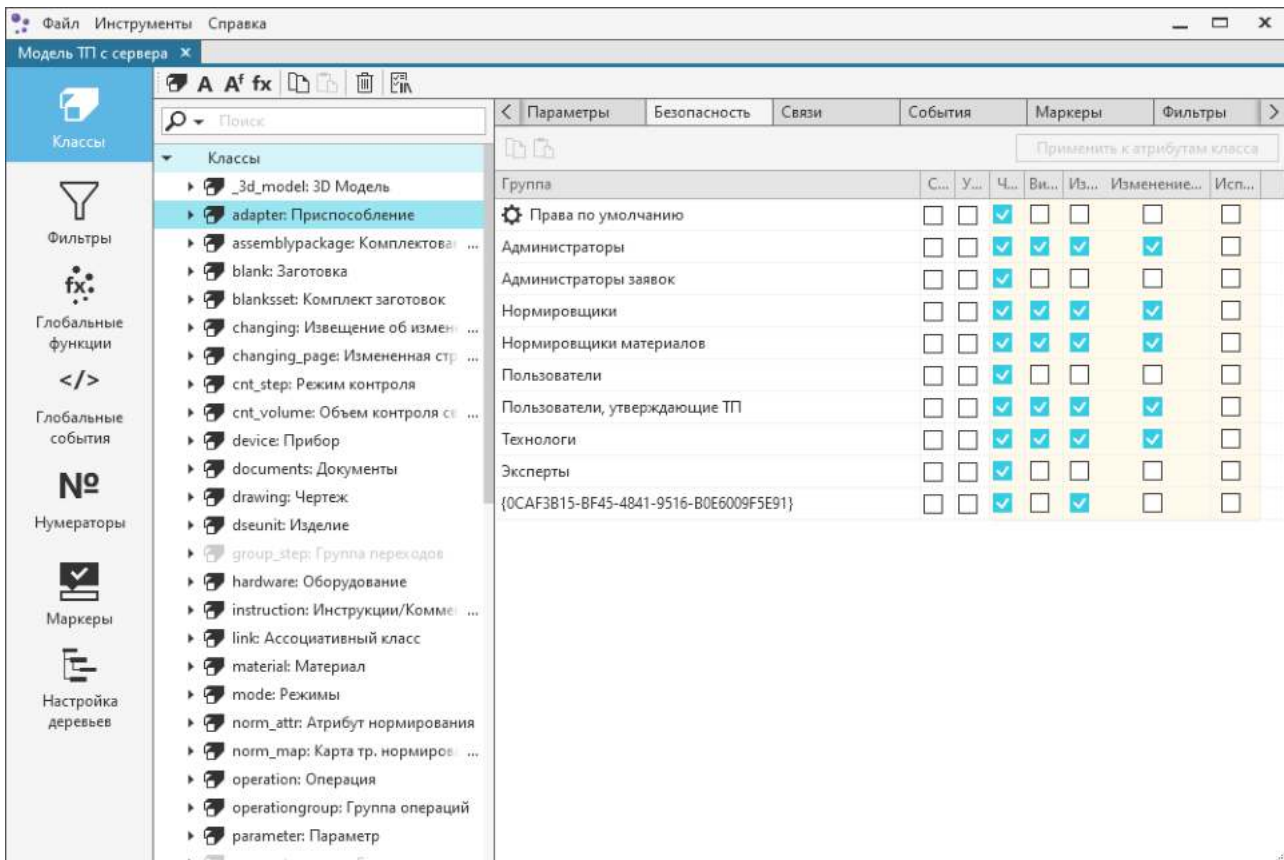 Файл Инструменты Справка
Модель ТП с сервера
Классы
Фильтры
Глобальные
функции
Глобальные
события
Нумераторы
Маркеры
Настройка
деревьев
A Af fx
Поиск
Классы
_3d_model: 3D Модель
adapter: Приспособление
assemblypackage: Комплектова ...
blank: Заготовка
blanksset: Комплект заготовок
changing: Извещение об измен ...
changing_page: Измененная стр ...
cnt_step: Режим контроля
cnt_volume: Объем контроля се ...
device: Прибор
documents: Документы
drawing: Чертеж
dseunit: Изделие
group_step: Группа переходов
hardware: Оборудование
instruction: Инструкции/Комме ...
link: Ассоциативный класс
material: Материал
mode: Режимы
norm_attr: Атрибут нормирования
norm_map: Карта тр. нормиров ...
operation: Операция
operationgroup: Группа операций
parameter: Параметр
Параметры Безопасность Связи События Маркеры Фильтры
Применить к атрибутам класса
Группа С... У... Ч... Ви... Из... Изменение... Исп...
Права по умолчанию
Администраторы
Администраторы заявок
Нормировщики
Нормировщики материалов
Пользователи
Пользователи, утверждающие ТП
Технологи
Эксперты
{0CAF3B15-BF45-4841-9516-B0E6009F5E91}
fx
</>
№